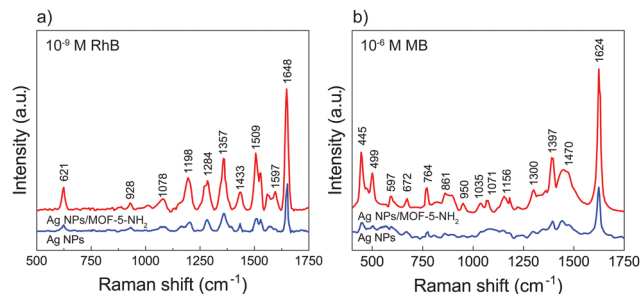 a)
10⁻⁹ M RhB
Intensity (a.u.)
621
928
1078
1198
1284
1357
1433
1509
1597
1648
Ag NPs/MOF-5-NH₂
Ag NPs
500 750 1000 1250 1500 1750
Raman shift (cm⁻¹)
b)
10⁻⁶ M MB
Intensity (a.u.)
445
499
597
672
764
861
950
1035
1071
1156
1300
1397
1470
1624
Ag NPs/MOF-5-NH₂
Ag NPs
500 750 1000 1250 1500 1750
Raman shift (cm⁻¹)